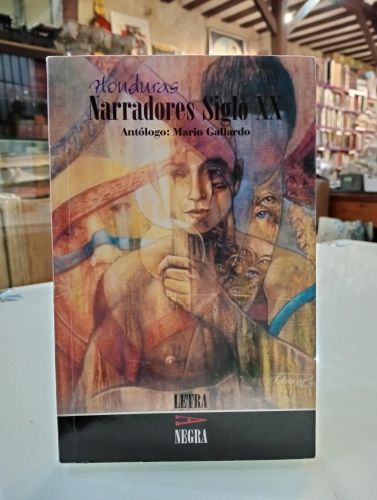 Honduras
Narradores Siglo XX
Antólogo: Mario Gallardo
LETRA
A
NEGRA